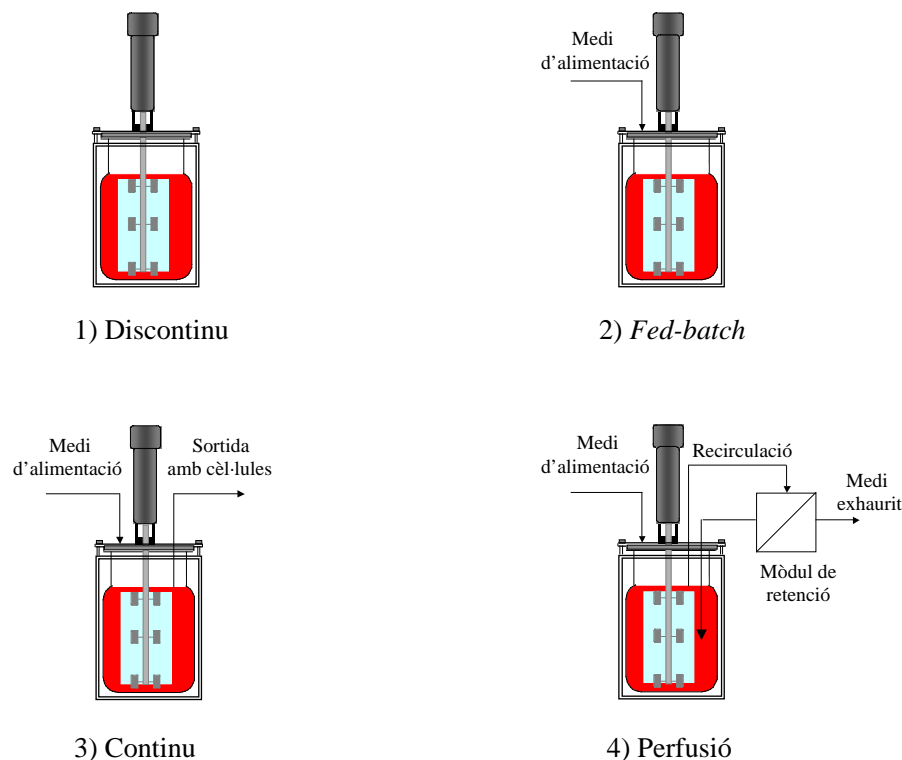 Medi
d'alimentació
1) Discontinu
2) Fed-batch
Medi
d'alimentació
Sortida
amb cèl·lules
Medi
d'alimentació
Recirculació
Medi
exhaurit
Mòdul de
retenció
3) Continu
4) Perfusió